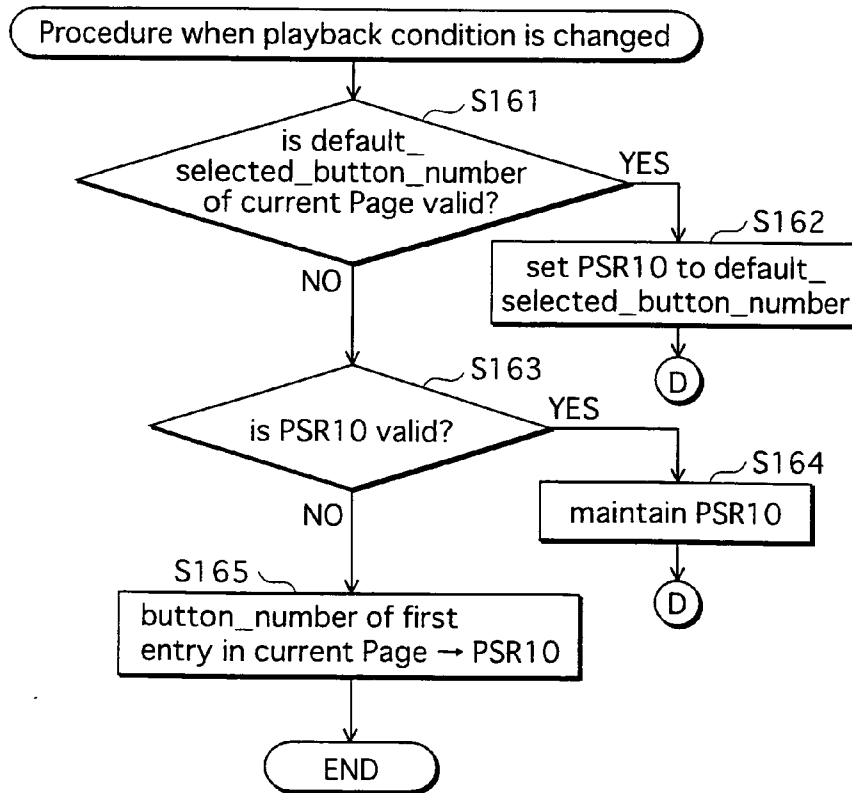 Procedure when playback condition is changed
S161
is default_
selected_button_number
of current Page valid?
YES
S162
set PSR10 to default_
selected_button_number
NO
D
S163
is PSR10 valid?
YES
S164
maintain PSR10
NO
D
S165
button_number of first
entry in current Page → PSR10
END